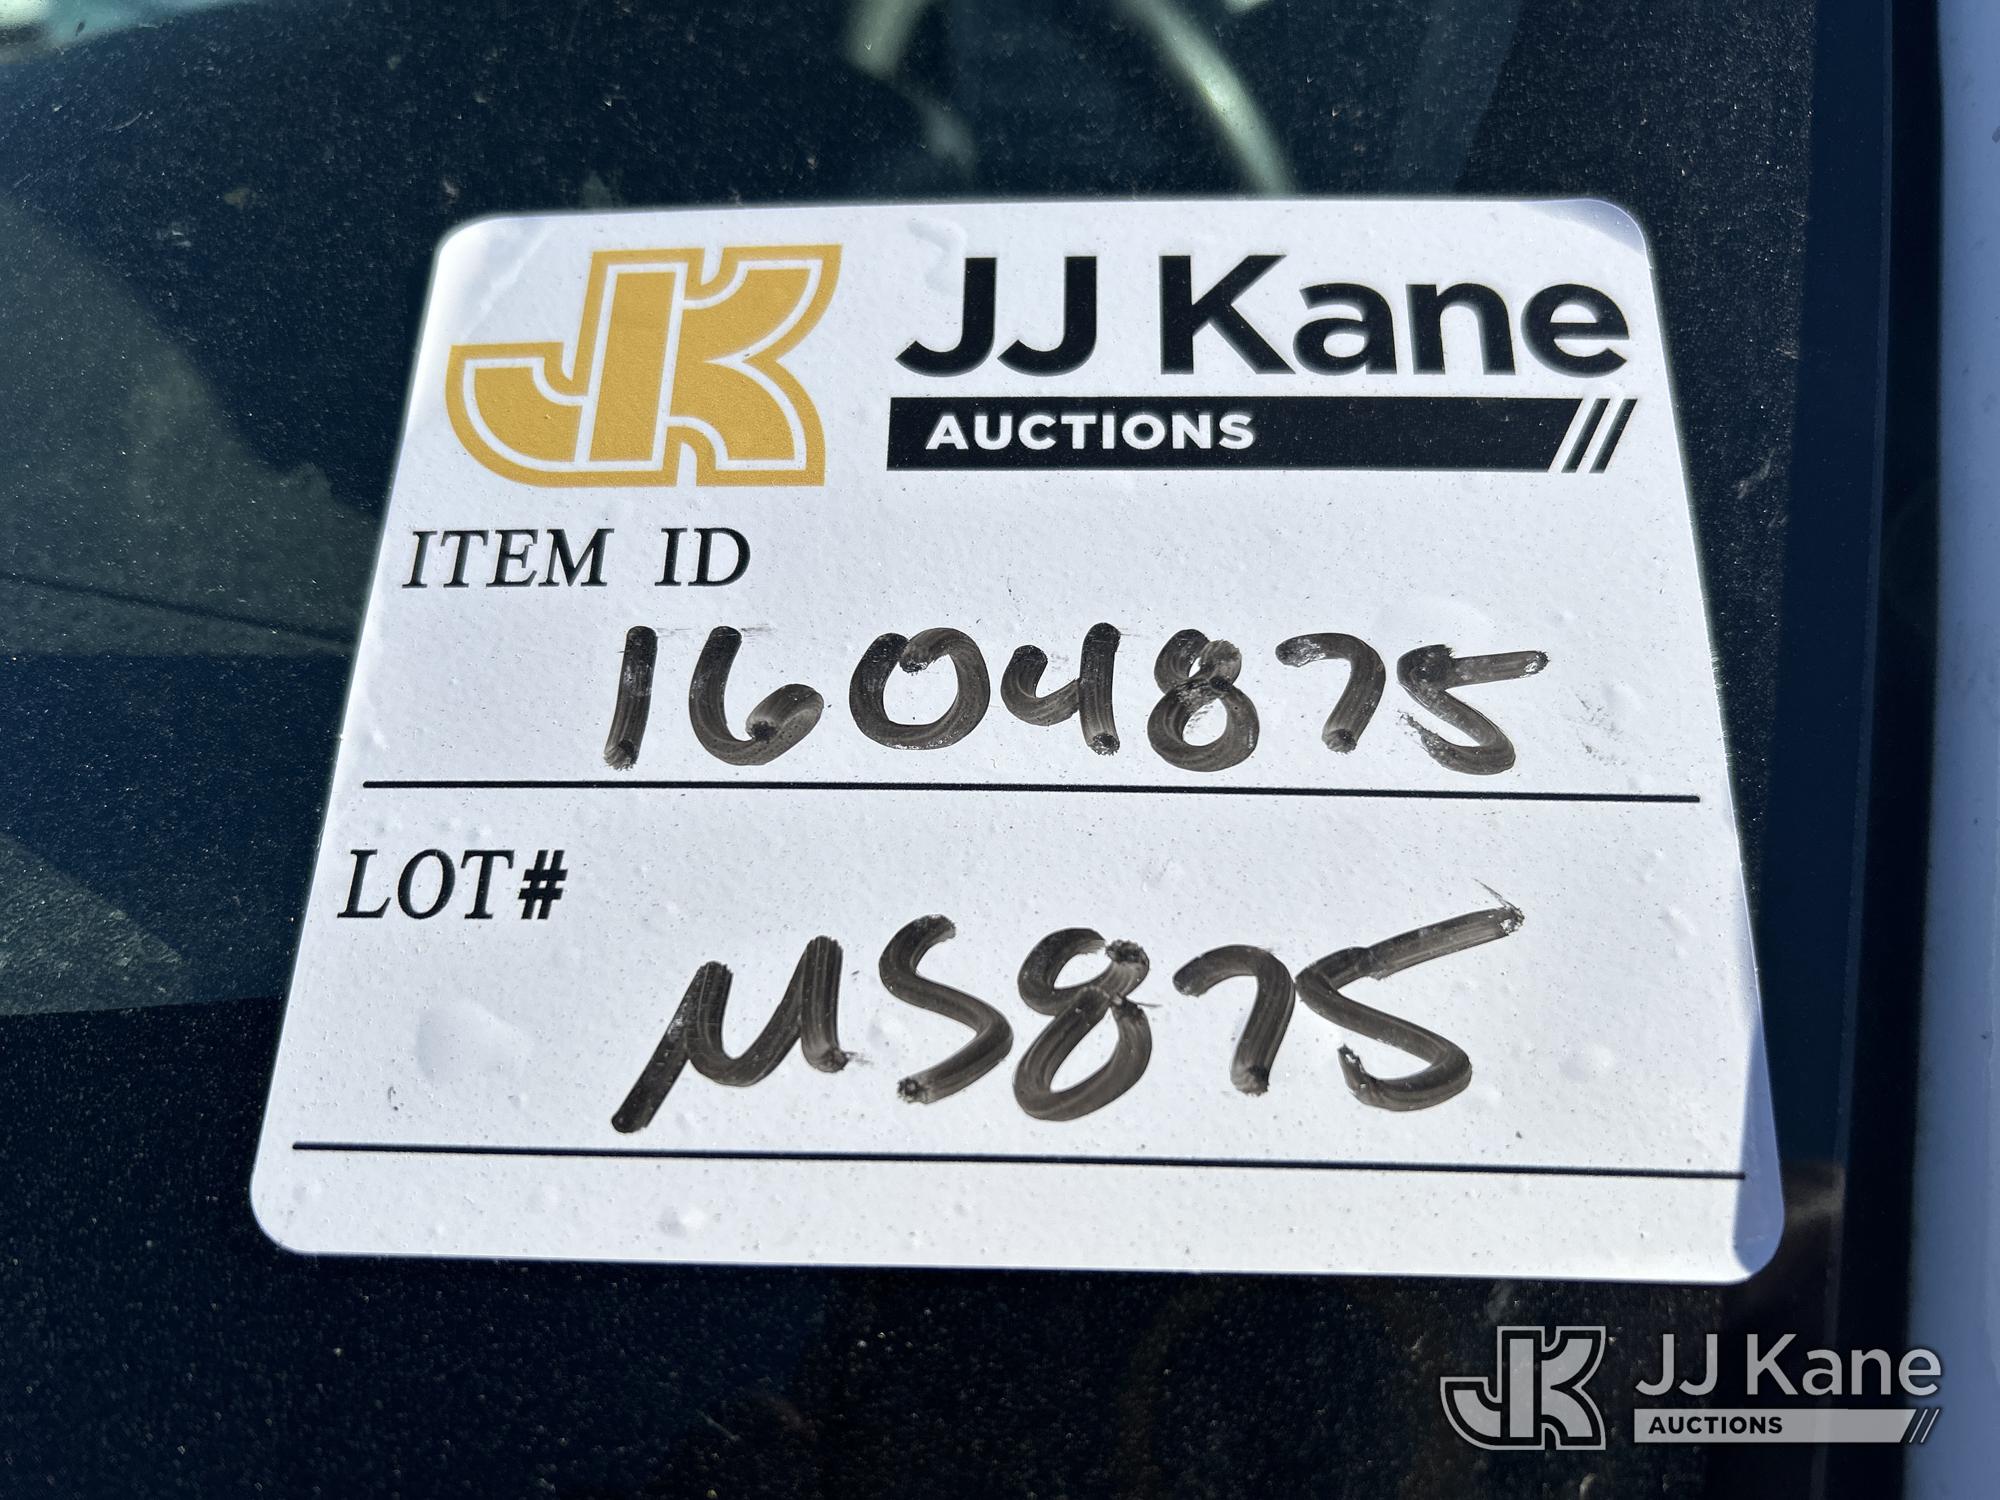 JK
JJ Kane
AUCTIONS
ITEM ID
1604875
LOT#
MS875
JK
JJ Kane
AUCTIONS